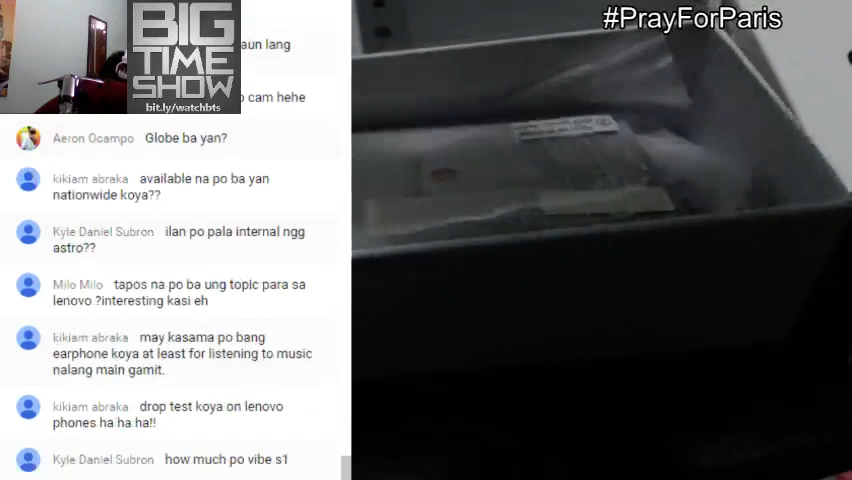 #PrayForParis
BIG
TIME
SHOW
bit.ly/watchbts
aun lang
o cam hehe
Aeron Ocampo Globe ba yan?
kikiam abraka available na po ba yan
nationwide koya??
Kyle Daniel Subron ilan po pala internal ngg
astro??
Milo Milo tapos na po ba ung topic para sa
lenovo ?interesting kasi eh
kikiam abraka may kasama po bang
earphone koya at least for listening to music
nalang main gamit.
kikiam abraka drop test koya on lenovo
phones ha ha ha!!
Kyle Daniel Subron how much po vibe s1